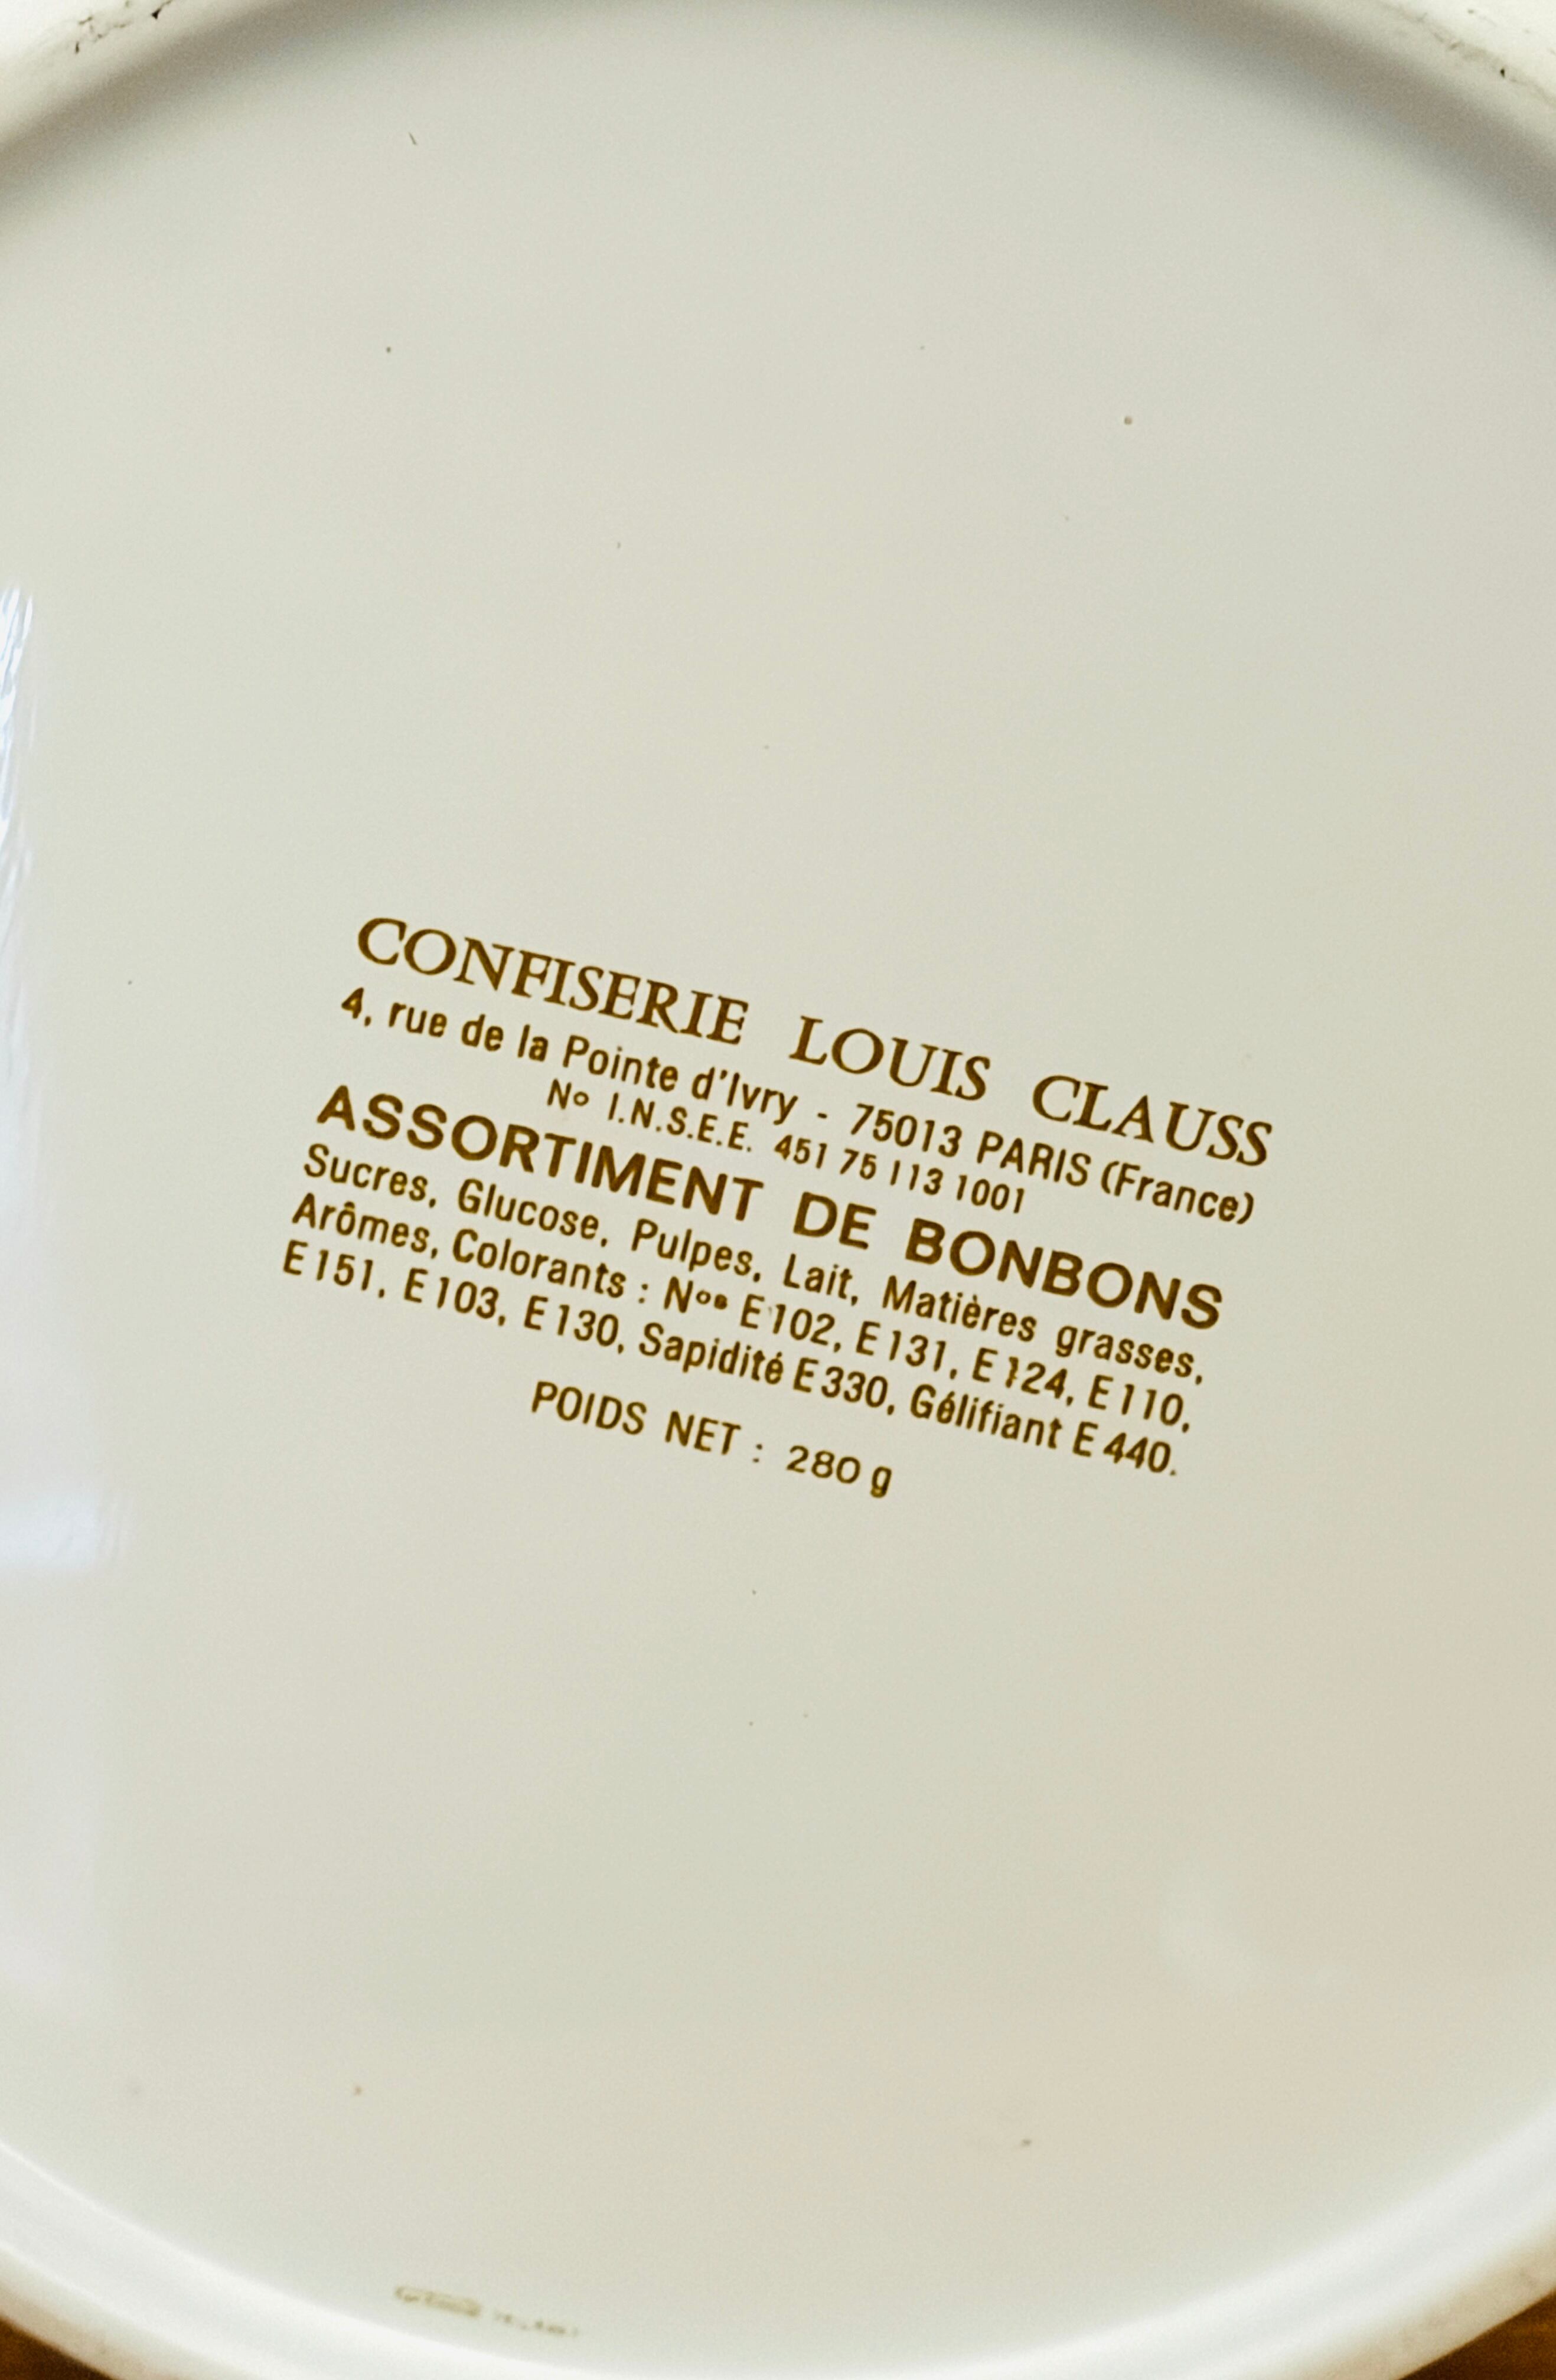 CONFISERIE LOUIS CLAUSS
4, rue de la Pointe d'Ivry - 75013 PARIS (France)
N° I.N.S.E.E. 451 75 113 1001
ASSORTIMENT DE BONBONS
Sucres, Glucose, Pulpes, Lait, Matières grasses,
Arômes, Colorants : Nos E 102, E 131, E 124, E 110,
E 151, E 103, E 130, Sapidité E 330, Gélifiant E 440.
POIDS NET : 280 g